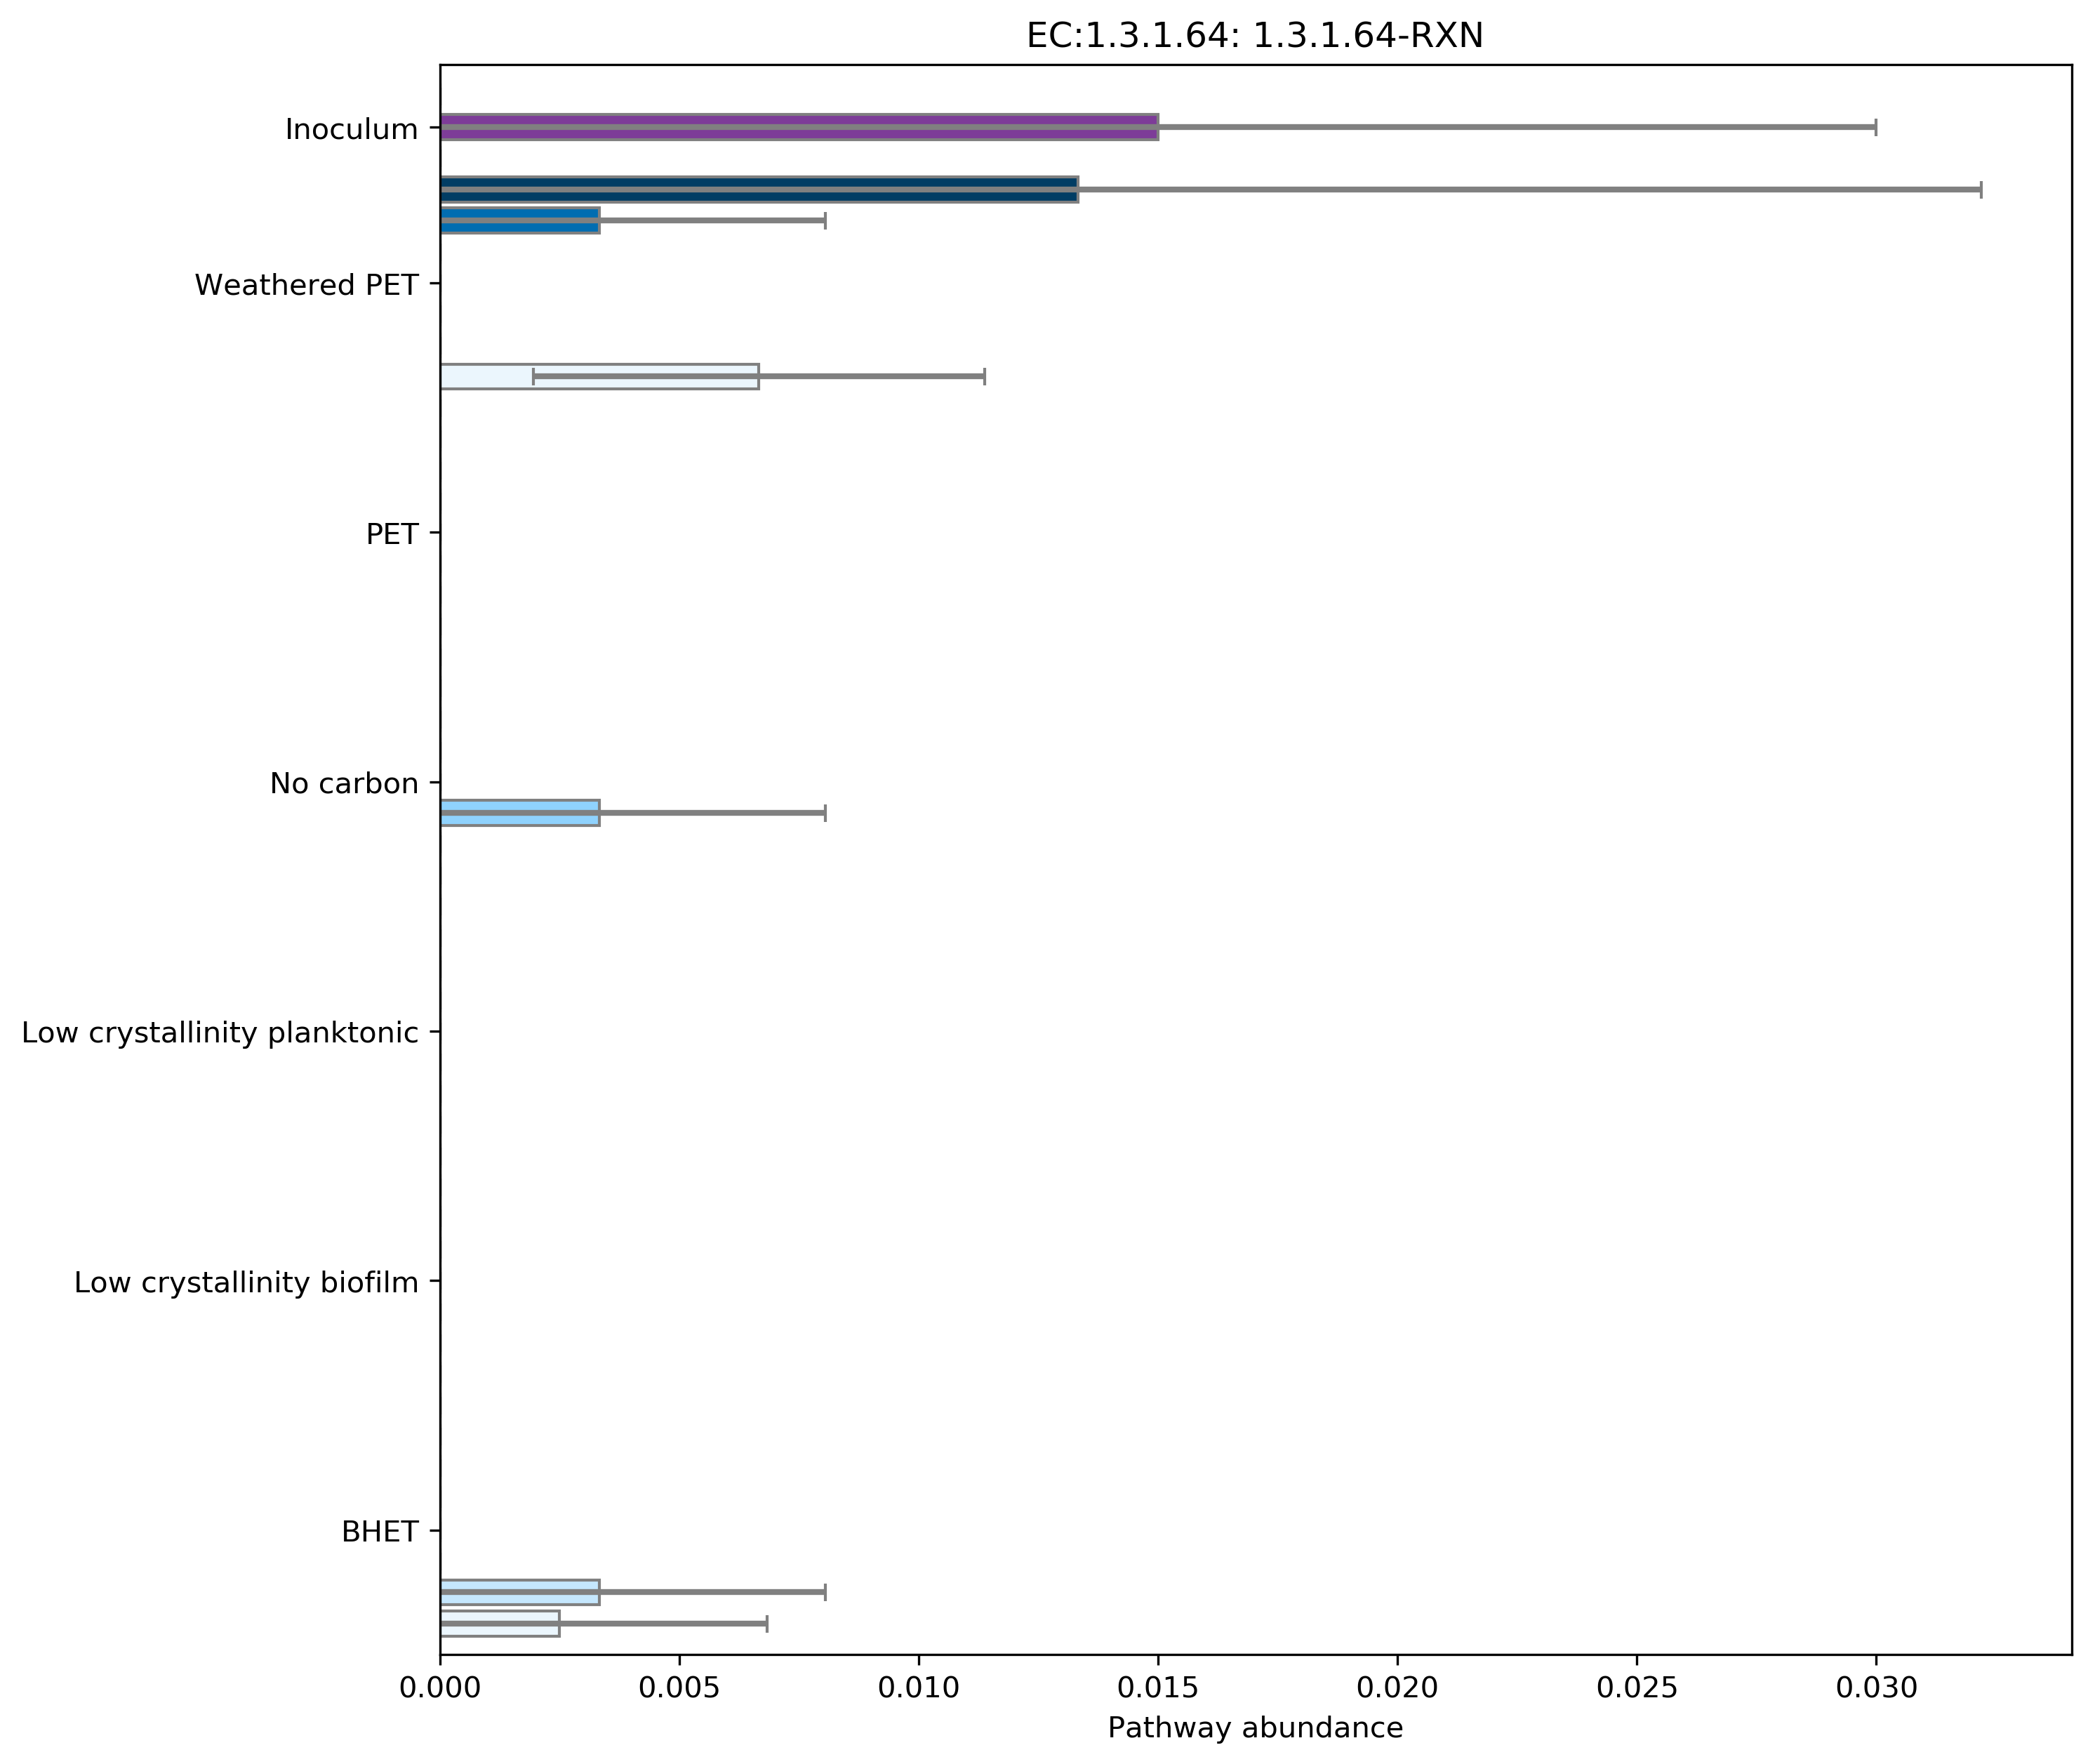 EC:1.3.1.64: 1.3.1.64-RXN
Inoculum
Weathered PET
PET
No carbon
Low crystallinity planktonic
Low crystallinity biofilm
BHET
0.000 0.005 0.010 0.015 0.020 0.025 0.030
Pathway abundance